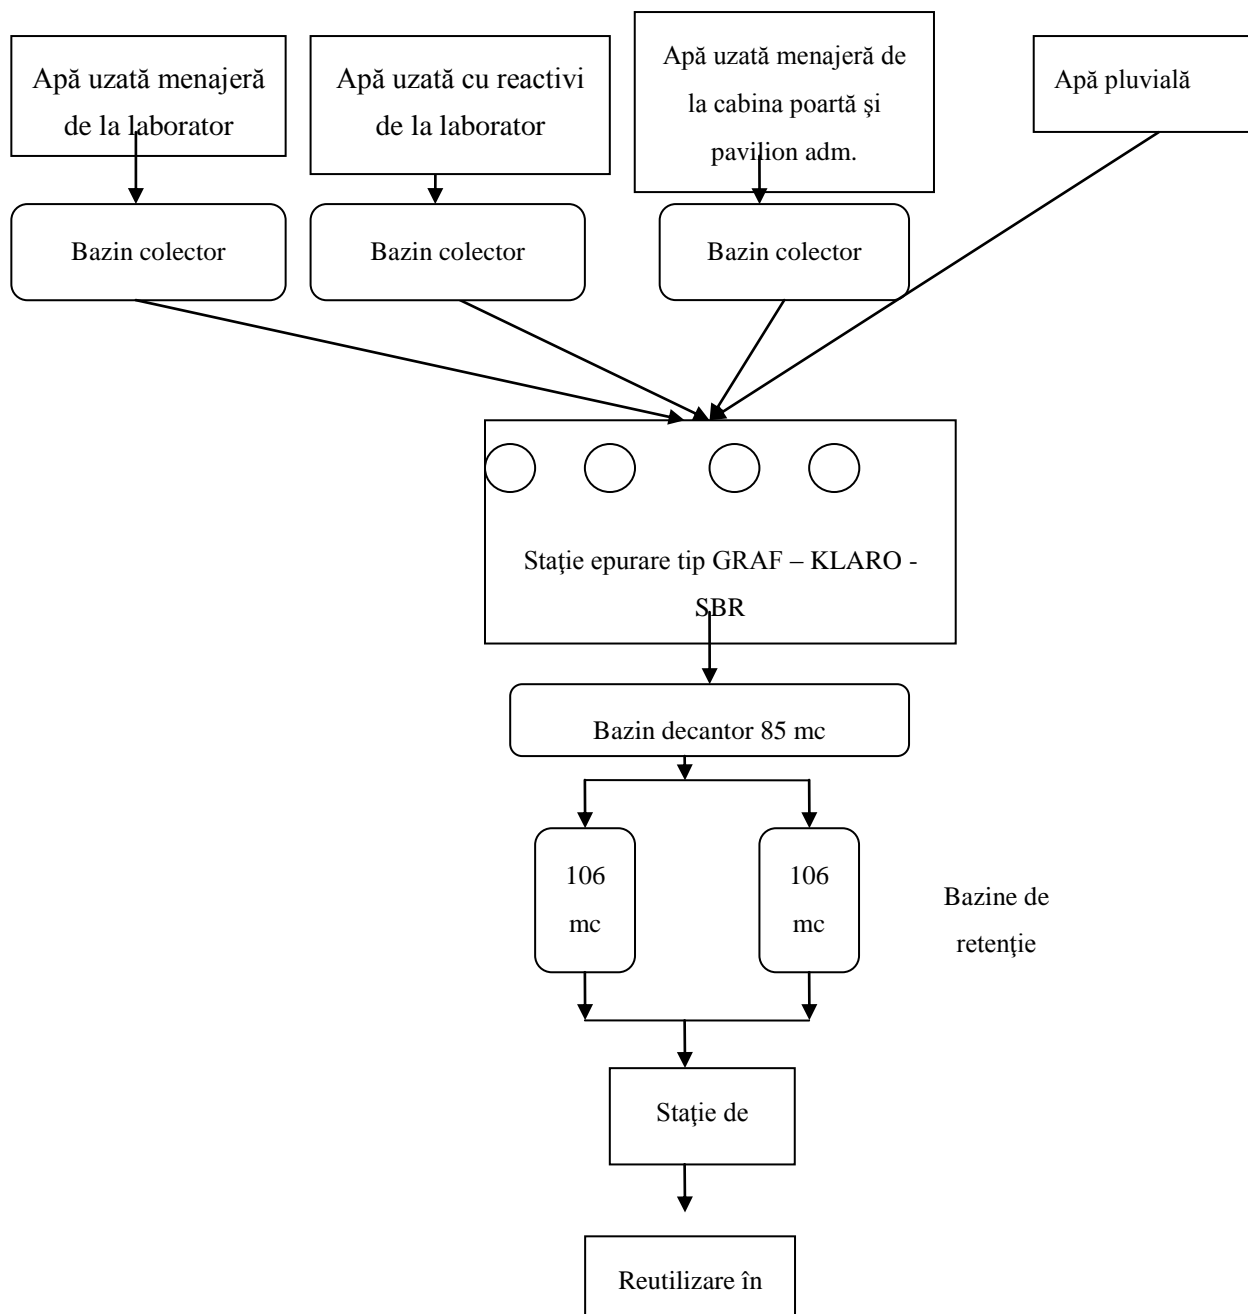 Apă uzată menajeră
de la laborator
Apă uzată cu reactivi
de la laborator
Apă uzată menajeră de
la cabina poartă şi
pavilion adm.
Apă pluvială
Bazin colector
Bazin colector
Bazin colector
Staţie epurare tip GRAF – KLARO -
SBR
Bazin decantor 85 mc
106
mc
106
mc
Bazine de
retenţie
Staţie de
Reutilizare în